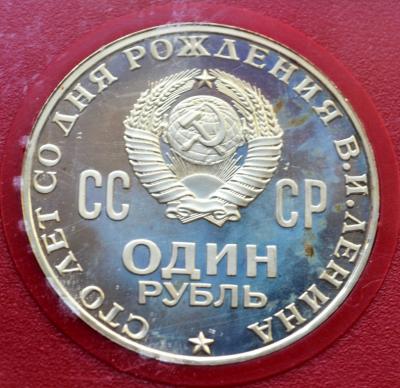 СТО ЛЕТ СО ДНЯ РОЖДЕНИЯ В.И.ЛЕНИНА
СС СР
ОДИН
РУБЛЬ